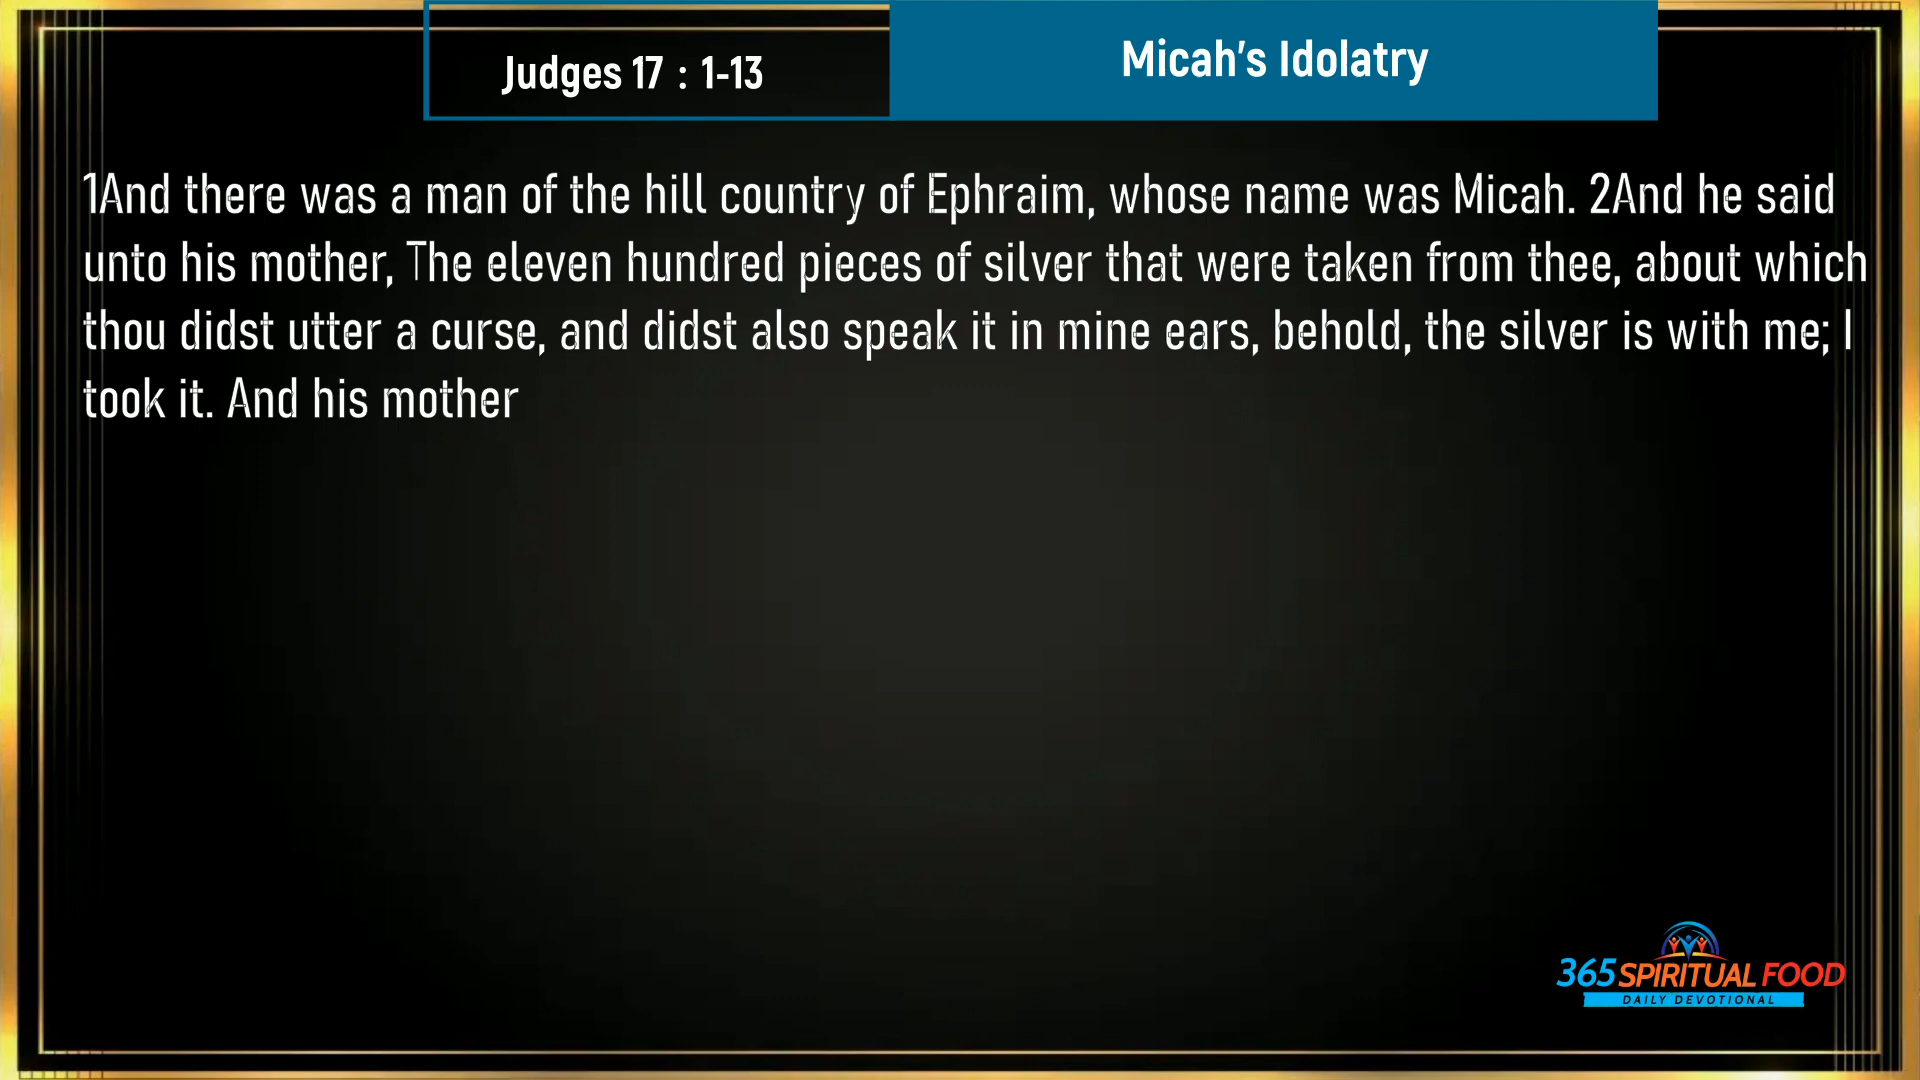 Judges 17 : 1-13
Micah's Idolatry
1And there was a man of the hill country of Ephraim, whose name was Micah. 2And he said
unto his mother, The eleven hundred pieces of silver that were taken from thee, about which
thou didst utter a curse, and didst also speak it in mine ears, behold, the silver is with me; I
took it. And his mother
365 SPIRITUAL FOOD
DAILY DEVOTIONAL